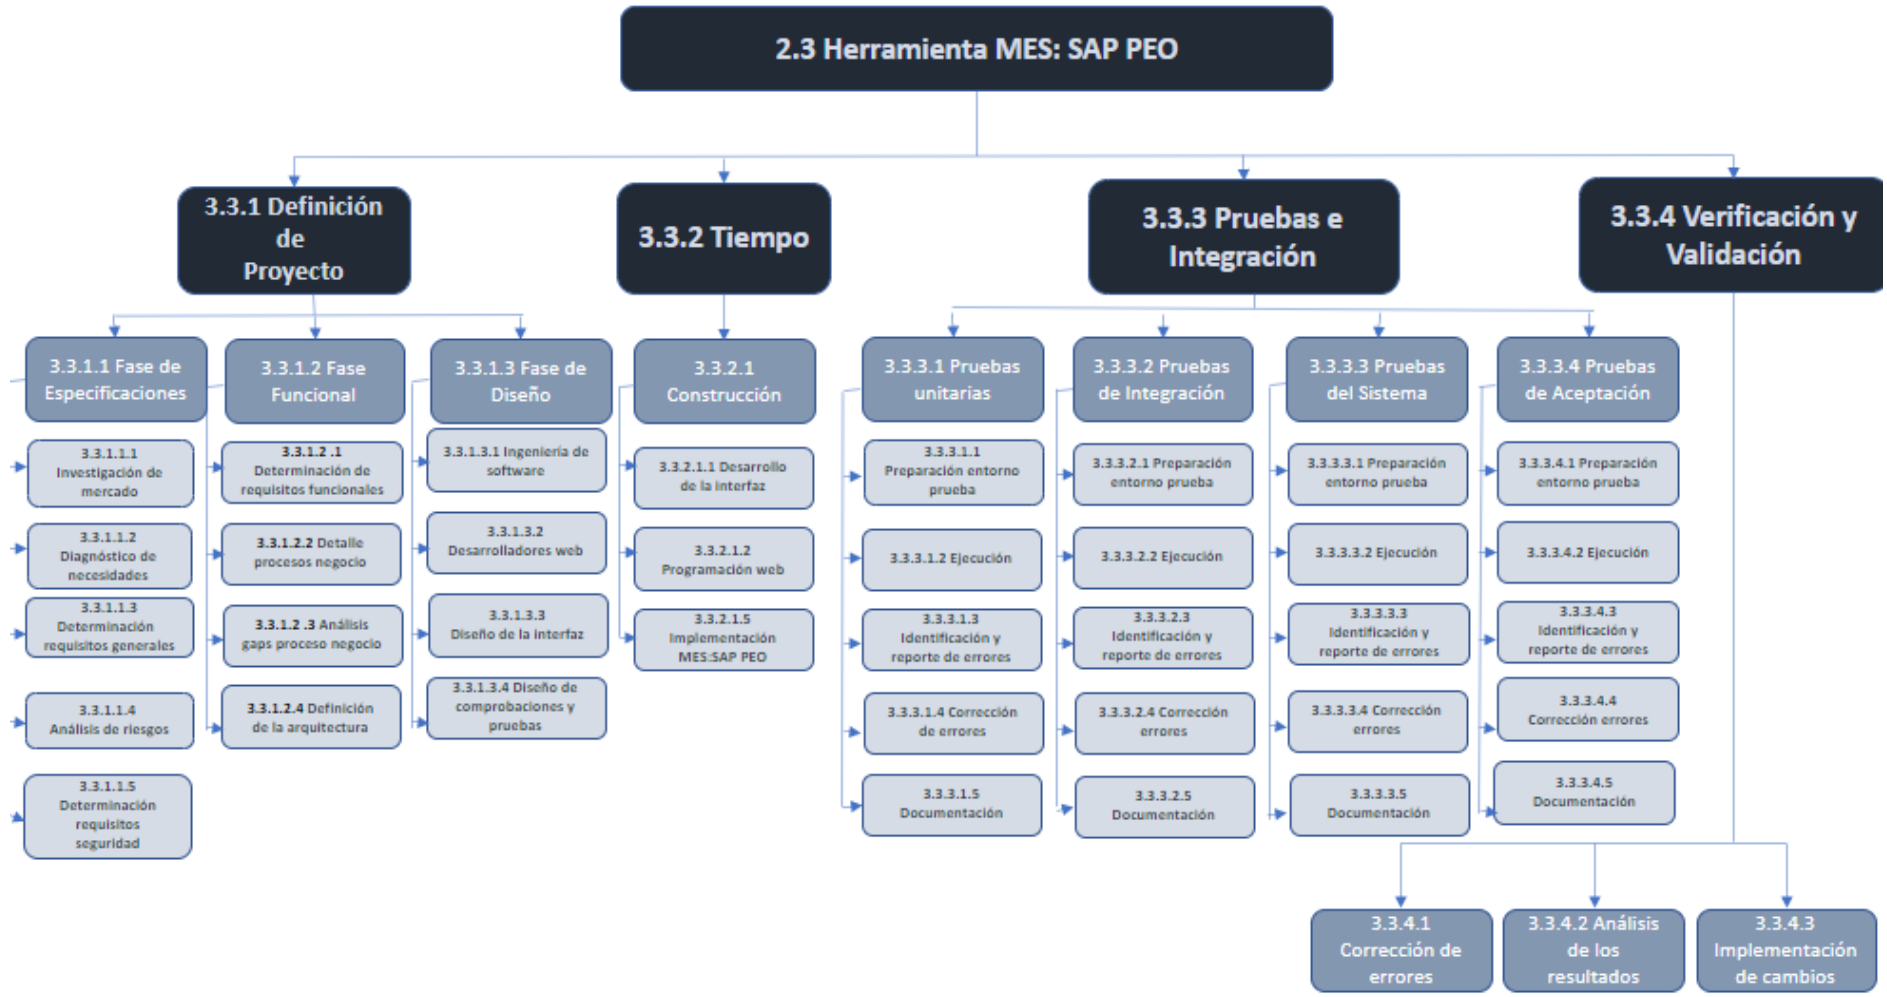 2.3 Herramienta MES: SAP PEO
3.3.1 Definición
de
Proyecto
3.3.2 Tiempo
3.3.3 Pruebas e
Integración
3.3.4 Verificación y
Validación
3.3.1.1 Fase de
Especificaciones
3.3.1.2 Fase
Funcional
3.3.1.3 Fase de
Diseño
3.3.2.1
Construcción
3.3.3.1 Pruebas
unitarias
3.3.3.2 Pruebas
de Integración
3.3.3.3 Pruebas
del Sistema
3.3.3.4 Pruebas
de Aceptación
3.3.1.1.1
Investigación de
mercado
3.3.1.1.2
Diagnóstico de
necesidades
3.3.1.1.3
Determinación
requisitos generales
3.3.1.1.4
Análisis de riesgos
3.3.1.1.5
Determinación
requisitos
seguridad
3.3.1.2 .1
Determinación de
requisitos funcionales
3.3.1.2.2 Detalle
procesos negocio
3.3.1.2 .3 Análisis
gaps proceso negocio
3.3.1.2.4 Definición
de la arquitectura
3.3.1.3.1 Ingeniería de
software
3.3.1.3.2
Desarrolladores web
3.3.1.3.3
Diseño de la interfaz
3.3.1.3.4 Diseño de
comprobaciones y
pruebas
3.3.2.1.1 Desarrollo
de la interfaz
3.3.2.1.2
Programación web
3.3.2.1.5
Implementación
MES:SAP PEO
3.3.3.1.1
Preparación entorno
prueba
3.3.3.1.2 Ejecución
3.3.3.1.3
Identificación y
reporte de errores
3.3.3.1.4 Corrección
de errores
3.3.3.1.5
Documentación
3.3.3.2.1 Preparación
entorno prueba
3.3.3.2.2 Ejecución
3.3.3.2.3
Identificación y
reporte de errores
3.3.3.2.4 Corrección
errores
3.3.3.2.5
Documentación
3.3.3.3.1 Preparación
entorno prueba
3.3.3.3.2 Ejecución
3.3.3.3.3
Identificación y
reporte de errores
3.3.3.3.4 Corrección
errores
3.3.3.3.5
Documentación
3.3.3.4.1 Preparación
entorno prueba
3.3.3.4.2 Ejecución
3.3.3.4.3
Identificación y
reporte de errores
3.3.3.4.4
Corrección errores
3.3.3.4.5
Documentación
3.3.4.1
Corrección de
errores
3.3.4.2 Análisis
de los
resultados
3.3.4.3
Implementación
de cambios